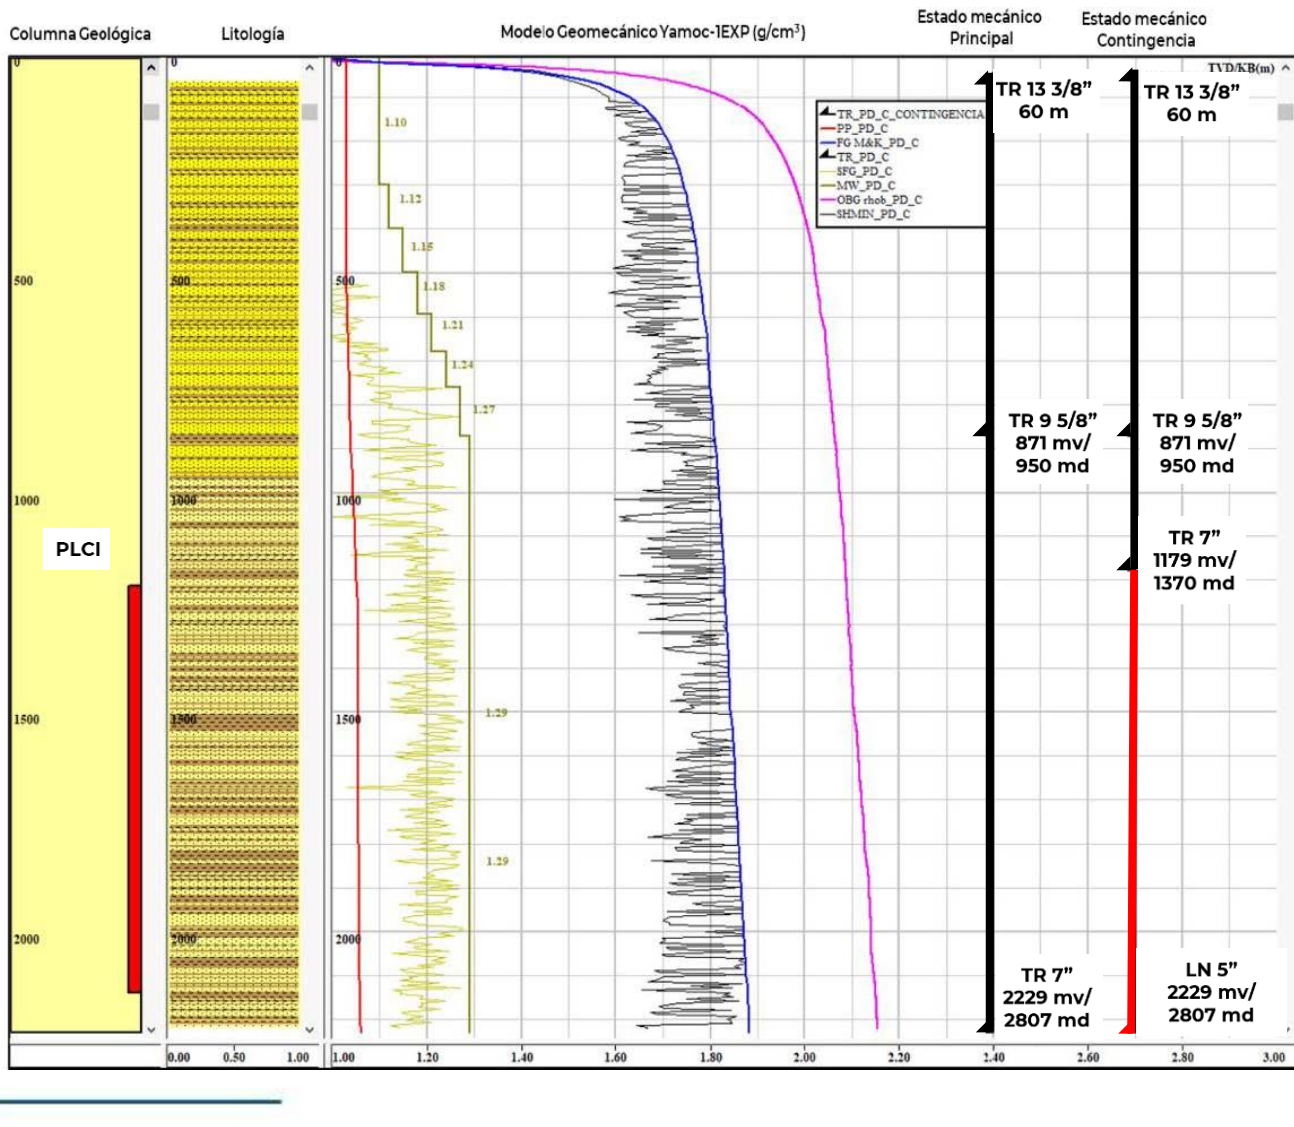 Columna Geológica
Litología
Modelo Geomecánico Yamoc-1EXP (g/cm³)
Estado mecánico
Principal
Estado mecánico
Contingencia
0
500
1000
1500
2000
PLCI
0
500
1000
1500
2000
0
500
1000
1500
2000
1.10
1.12
1.15
1.18
1.21
1.24
1.27
1.29
1.29
TR_PD_C_CONTINGENCIA
PP_PD_C
FG M&K_PD_C
TR_PD_C
SFG_PD_C
MW_PD_C
OBG rhob_PD_C
SHMIN_PD_C
TVD/KB(m)
TR 13 3/8”
60 m
TR 9 5/8”
871 mv/
950 md
TR 7”
2229 mv/
2807 md
TR 13 3/8”
60 m
TR 9 5/8”
871 mv/
950 md
TR 7”
1179 mv/
1370 md
LN 5”
2229 mv/
2807 md
0.00 0.50 1.00
1.00 1.20 1.40 1.60 1.80 2.00 2.20 2.40 2.60 2.80 3.00